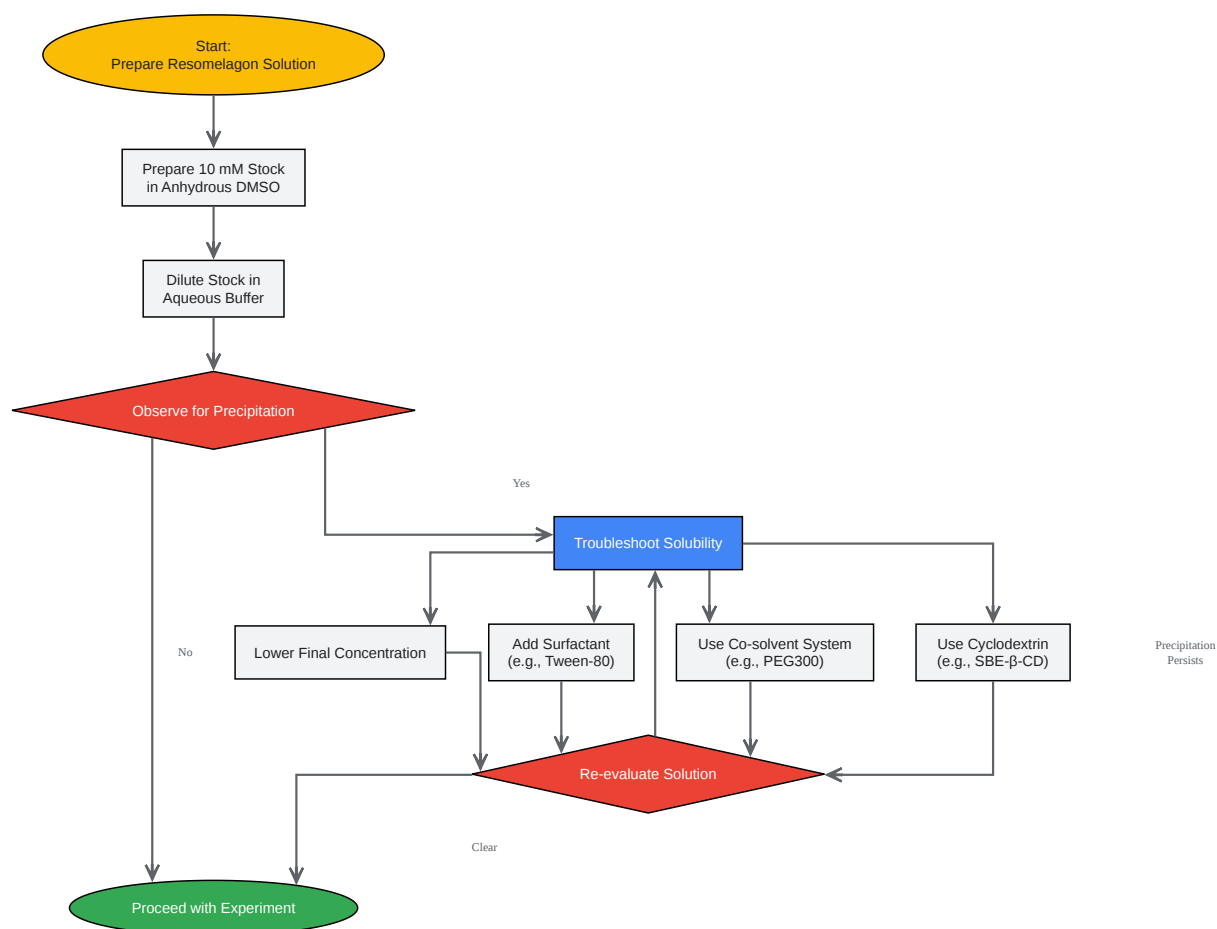 Start:
Prepare Resomelagon Solution
Prepare 10 mM Stock
in Anhydrous DMSO
Dilute Stock in
Aqueous Buffer
Observe for Precipitation
Yes
Troubleshoot Solubility
No
Lower Final Concentration
Add Surfactant
(e.g., Tween-80)
Use Co-solvent System
(e.g., PEG300)
Use Cyclodextrin
(e.g., SBE-β-CD)
Precipitation
Persists
Re-evaluate Solution
Clear
Proceed with Experiment